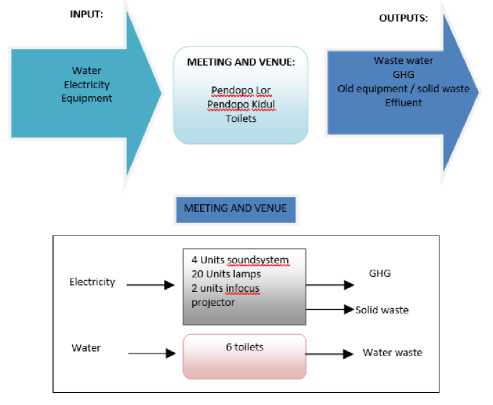 INPUT:
Water
Electricity
Equipment
MEETING AND VENUE:
Pendopo Lor
Pendopo Kidul
Toilets
OUTPUTS:
Waste water
GHG
Old equipment / solid waste
Effluent
MEETING AND VENUE
Electricity
4 Units soundsystem
20 Units lamps
2 units infocus
projector
GHG
Solid waste
Water
6 toilets
Water waste